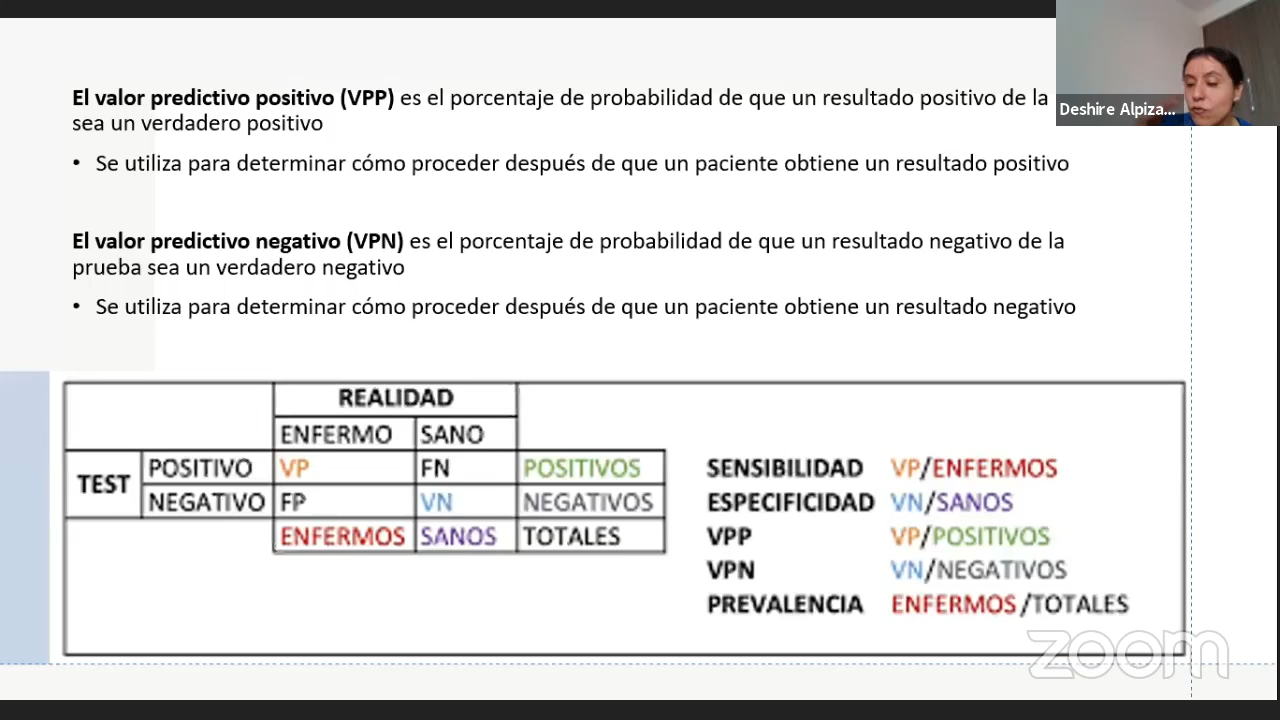 El valor predictivo positivo (VPP) es el porcentaje de probabilidad de que un resultado positivo de la
sea un verdadero positivo
• Se utiliza para determinar cómo proceder después de que un paciente obtiene un resultado positivo
El valor predictivo negativo (VPN) es el porcentaje de probabilidad de que un resultado negativo de la
prueba sea un verdadero negativo
• Se utiliza para determinar cómo proceder después de que un paciente obtiene un resultado negativo
Deshire Alpiza...
REALIDAD
ENFERMO SANO
TEST
POSITIVO VP FN POSITIVOS
NEGATIVO FP VN NEGATIVOS
ENFERMOS SANOS TOTALES
SENSIBILIDAD VP/ENFERMOS
ESPECIFICIDAD VN/SANOS
VPP VP/POSITIVOS
VPN VN/NEGATIVOS
PREVALENCIA ENFERMOS/TOTALES
zoom